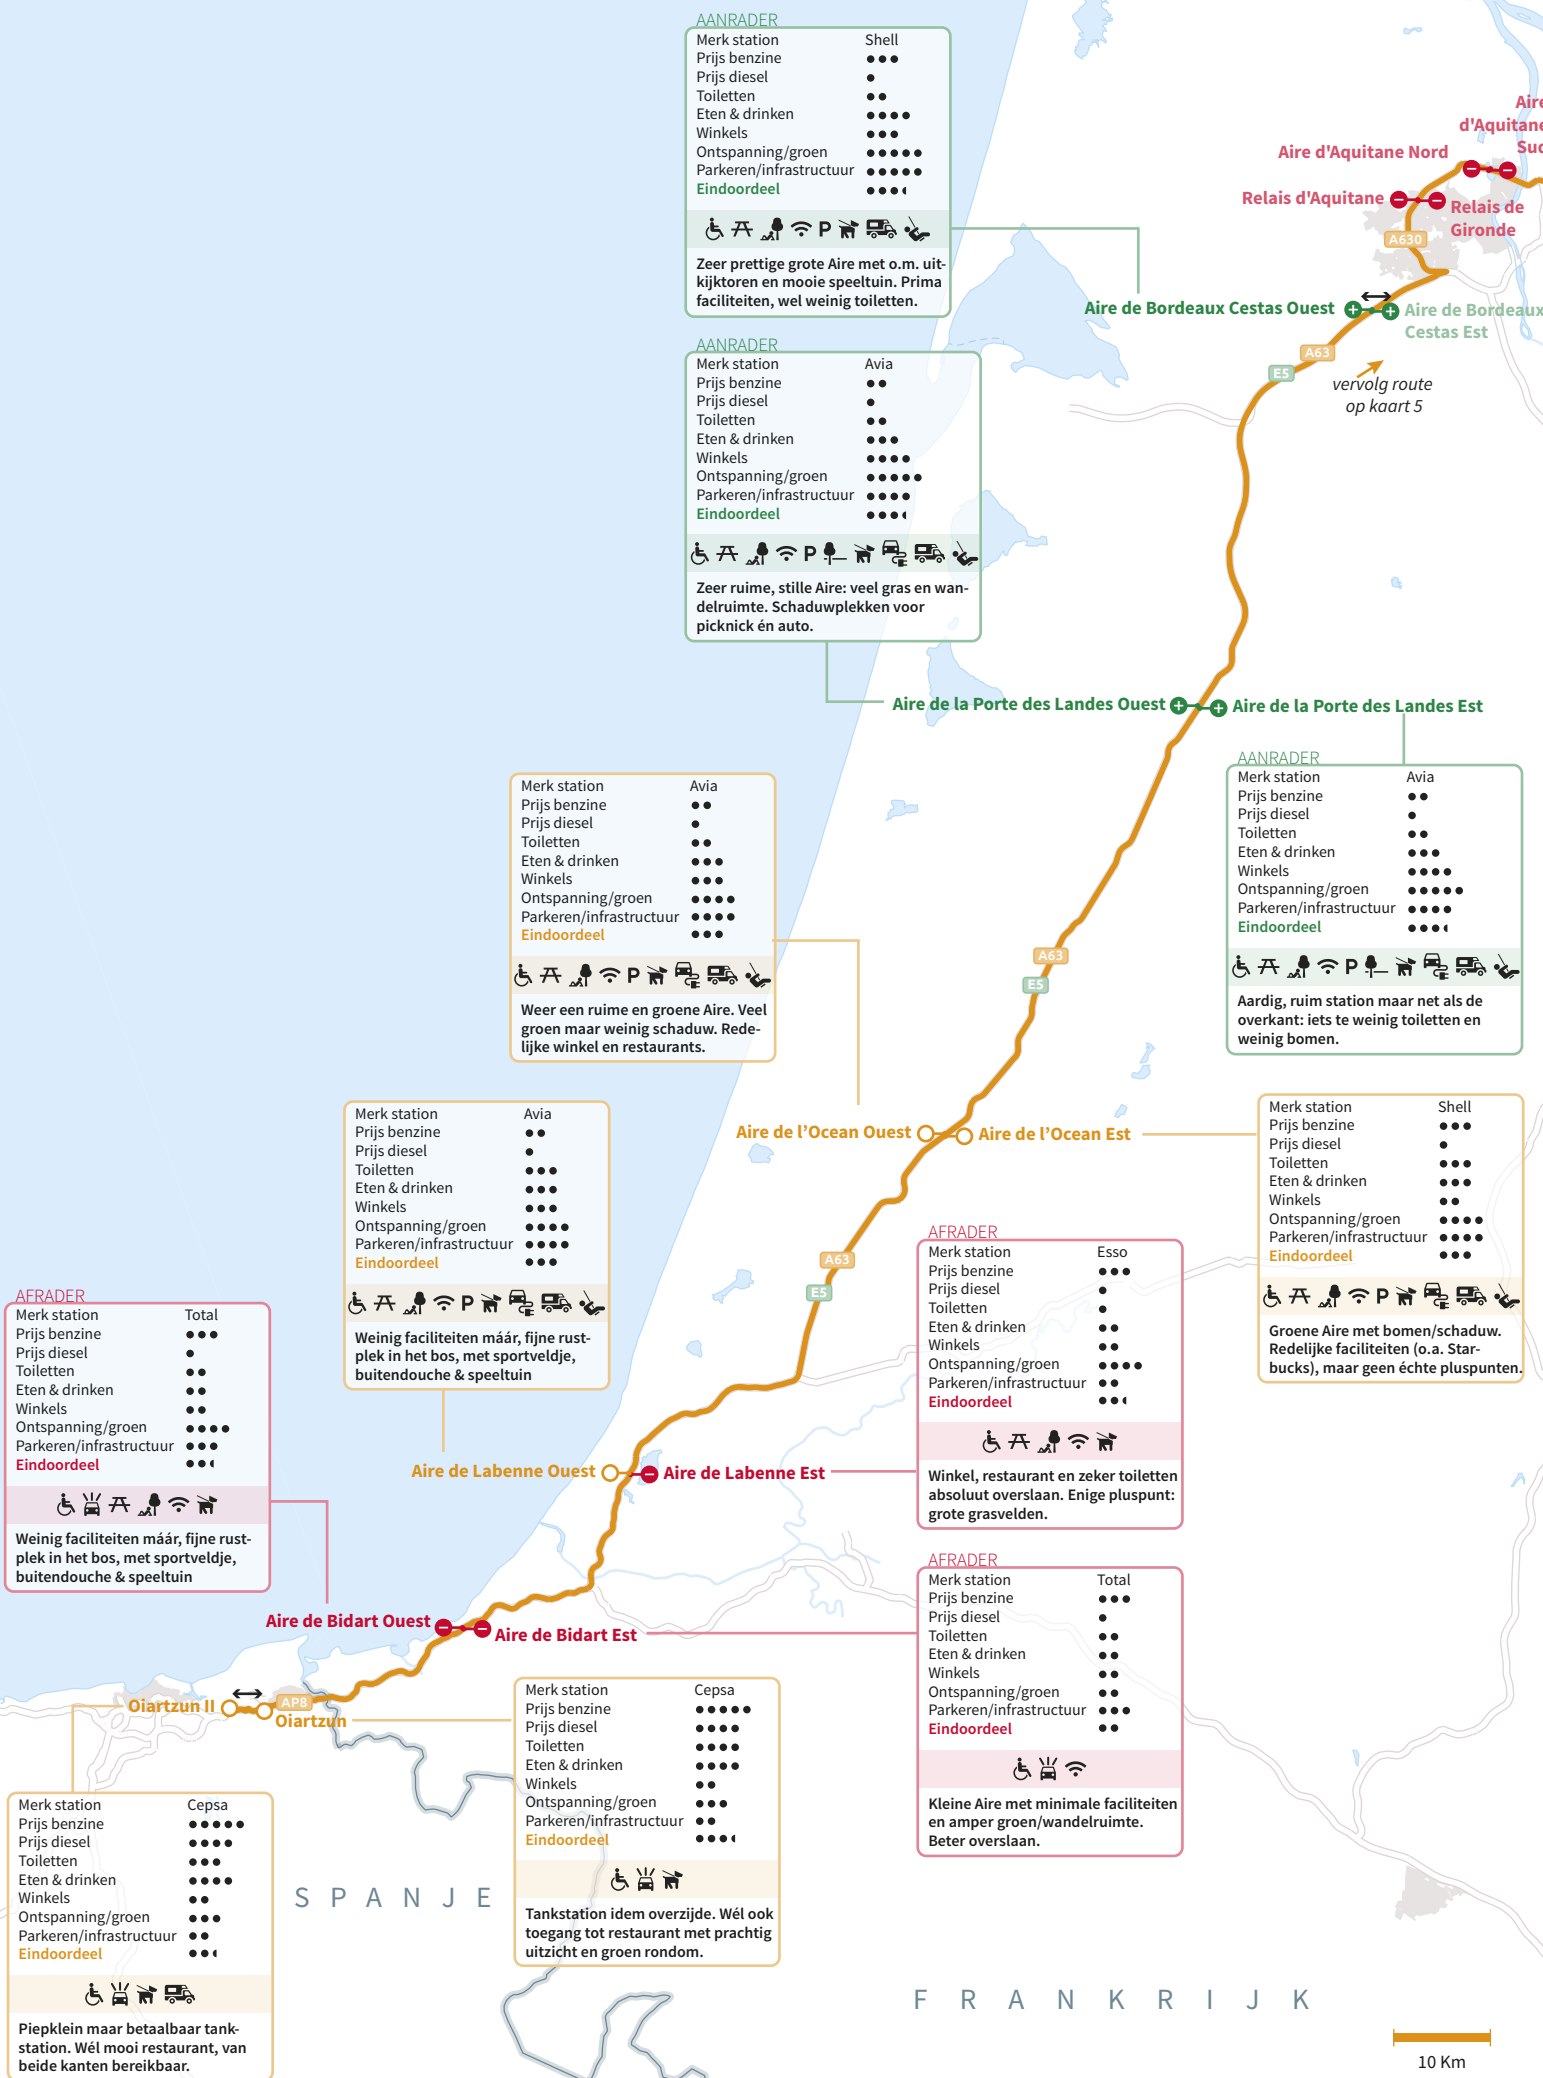 AANRADER
Merk station Shell
Prijs benzine
Prijs diesel
Toiletten
Eten & drinken
Winkels
Ontspanning/groen
Parkeren/infrastructuur
Eindoordeel
P
Zeer prettige grote Aire met o.m. uit-
kijktoren en mooie speeltuin. Prima
faciliteiten, wel weinig toiletten.
Aire
d'Aquitane
Sud
Aire d'Aquitane Nord
Relais d'Aquitane
Relais de
Gironde
A630
Aire de Bordeaux Cestas Ouest
Aire de Bordeaux
Cestas Est
A63
E5
vervolg route
op kaart 5
AANRADER
Merk station Avia
Prijs benzine
Prijs diesel
Toiletten
Eten & drinken
Winkels
Ontspanning/groen
Parkeren/infrastructuur
Eindoordeel
P
Zeer ruime, stille Aire: veel gras en wan-
delruimte. Schaduwplekken voor
picknick én auto.
Aire de la Porte des Landes Ouest
Aire de la Porte des Landes Est
AANRADER
Merk station Avia
Prijs benzine
Prijs diesel
Toiletten
Eten & drinken
Winkels
Ontspanning/groen
Parkeren/infrastructuur
Eindoordeel
P
Aardig, ruim station maar net als de
overkant: iets te weinig toiletten en
weinig bomen.
Merk station Avia
Prijs benzine
Prijs diesel
Toiletten
Eten & drinken
Winkels
Ontspanning/groen
Parkeren/infrastructuur
Eindoordeel
P
Weer een ruime en groene Aire. Veel
groen maar weinig schaduw. Rede-
lijke winkel en restaurants.
A63
E5
Aire de l’Ocean Ouest
Aire de l’Ocean Est
Merk station Shell
Prijs benzine
Prijs diesel
Toiletten
Eten & drinken
Winkels
Ontspanning/groen
Parkeren/infrastructuur
Eindoordeel
P
Groene Aire met bomen/schaduw.
Redelijke faciliteiten (o.a. Star-
bucks), maar geen échte pluspunten.
Merk station Avia
Prijs benzine
Prijs diesel
Toiletten
Eten & drinken
Winkels
Ontspanning/groen
Parkeren/infrastructuur
Eindoordeel
P
Weinig faciliteiten máár, fijne rust-
plek in het bos, met sportveldje,
buitendouche & speeltuin
A63
E5
AFRADER
Merk station Esso
Prijs benzine
Prijs diesel
Toiletten
Eten & drinken
Winkels
Ontspanning/groen
Parkeren/infrastructuur
Eindoordeel
Winkel, restaurant en zeker toiletten
absoluut overslaan. Enige pluspunt:
grote grasvelden.
Aire de Labenne Ouest
Aire de Labenne Est
AFRADER
Merk station Total
Prijs benzine
Prijs diesel
Toiletten
Eten & drinken
Winkels
Ontspanning/groen
Parkeren/infrastructuur
Eindoordeel
Weinig faciliteiten máár, fijne rust-
plek in het bos, met sportveldje,
buitendouche & speeltuin
Aire de Bidart Ouest
Aire de Bidart Est
AFRADER
Merk station Total
Prijs benzine
Prijs diesel
Toiletten
Eten & drinken
Winkels
Ontspanning/groen
Parkeren/infrastructuur
Eindoordeel
Kleine Aire met minimale faciliteiten
en amper groen/wandelruimte.
Beter overslaan.
Oiartzun II
AP8
Oiartzun
Merk station Cepsa
Prijs benzine
Prijs diesel
Toiletten
Eten & drinken
Winkels
Ontspanning/groen
Parkeren/infrastructuur
Eindoordeel
Tankstation idem overzijde. Wél ook
toegang tot restaurant met prachtig
uitzicht en groen rondom.
Merk station Cepsa
Prijs benzine
Prijs diesel
Toiletten
Eten & drinken
Winkels
Ontspanning/groen
Parkeren/infrastructuur
Eindoordeel
Piepklein maar betaalbaar tank-
station. Wél mooi restaurant, van
beide kanten bereikbaar.
SPANJE
FRANKRIJK
10 Km